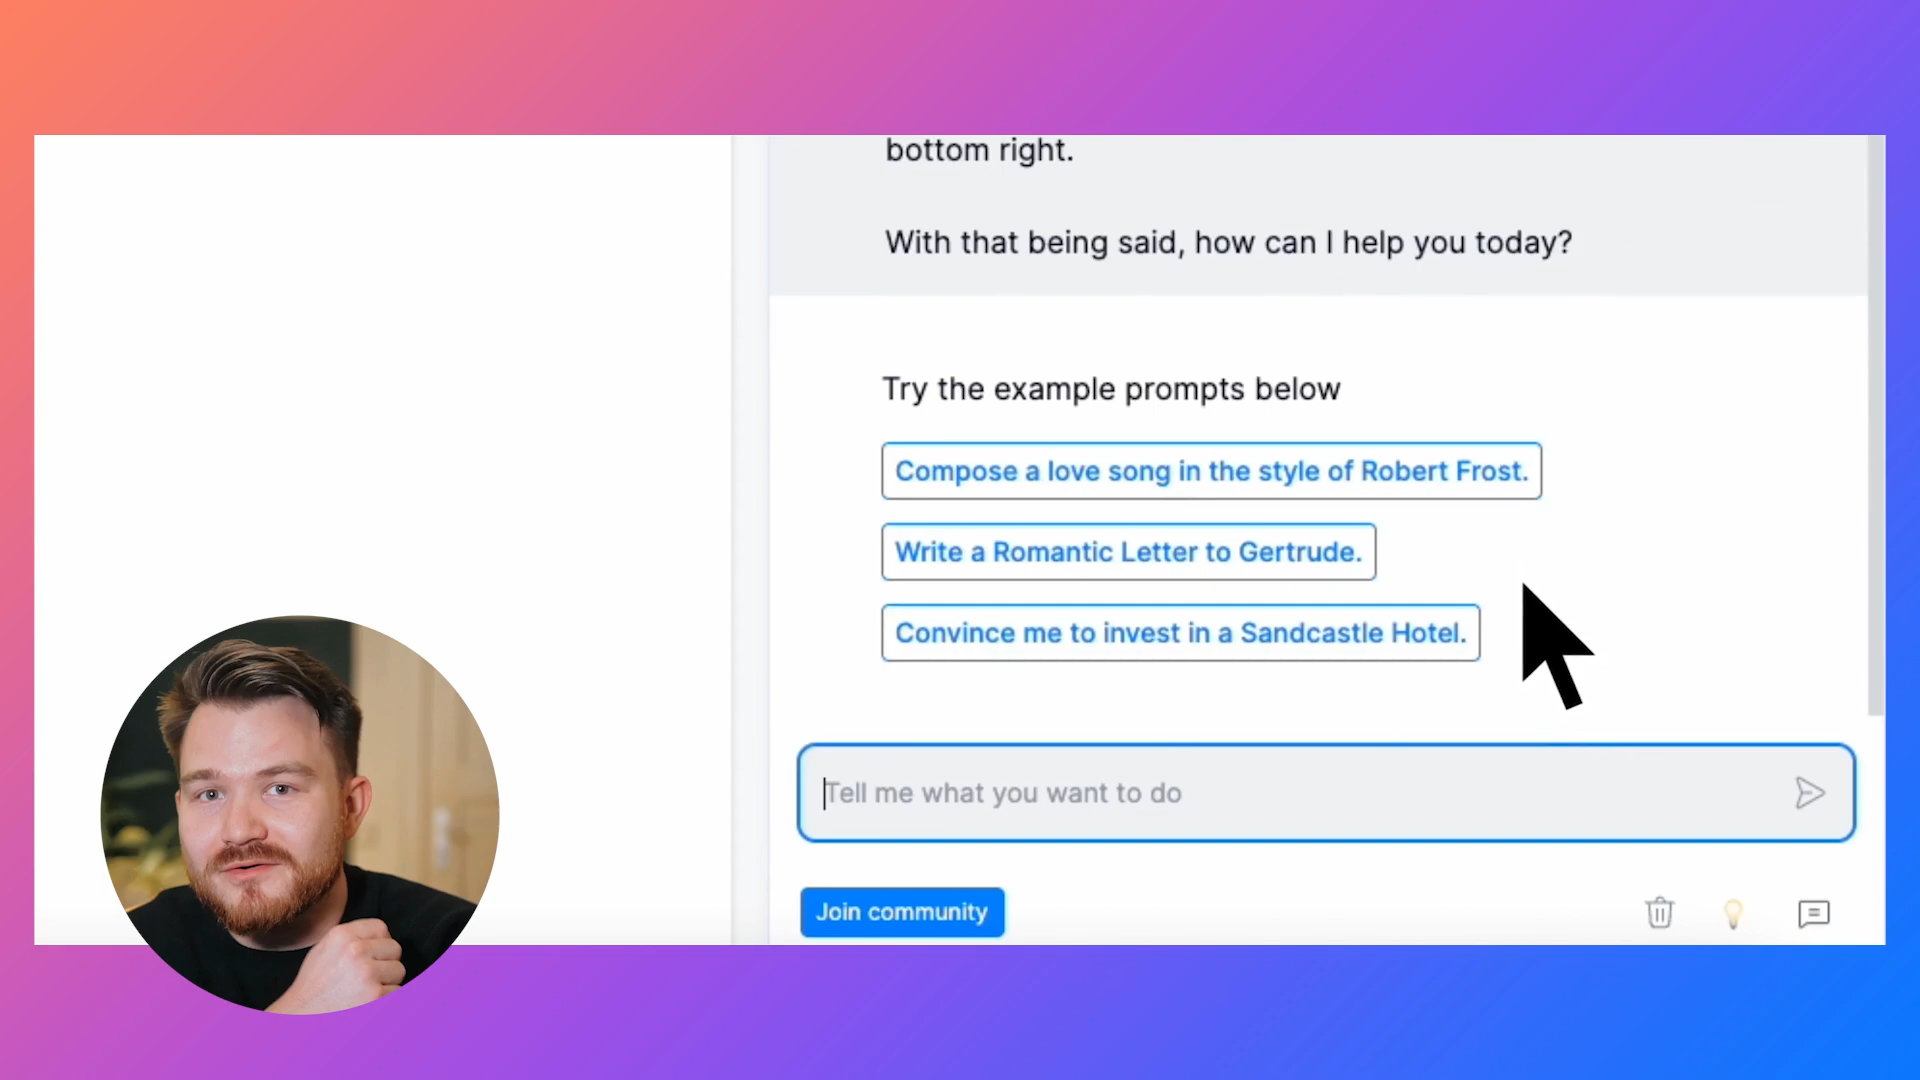 bottom right.
With that being said, how can I help you today?
Try the example prompts below
Compose a love song in the style of Robert Frost.
Write a Romantic Letter to Gertrude.
Convince me to invest in a Sandcastle Hotel.
Tell me what you want to do
Join community